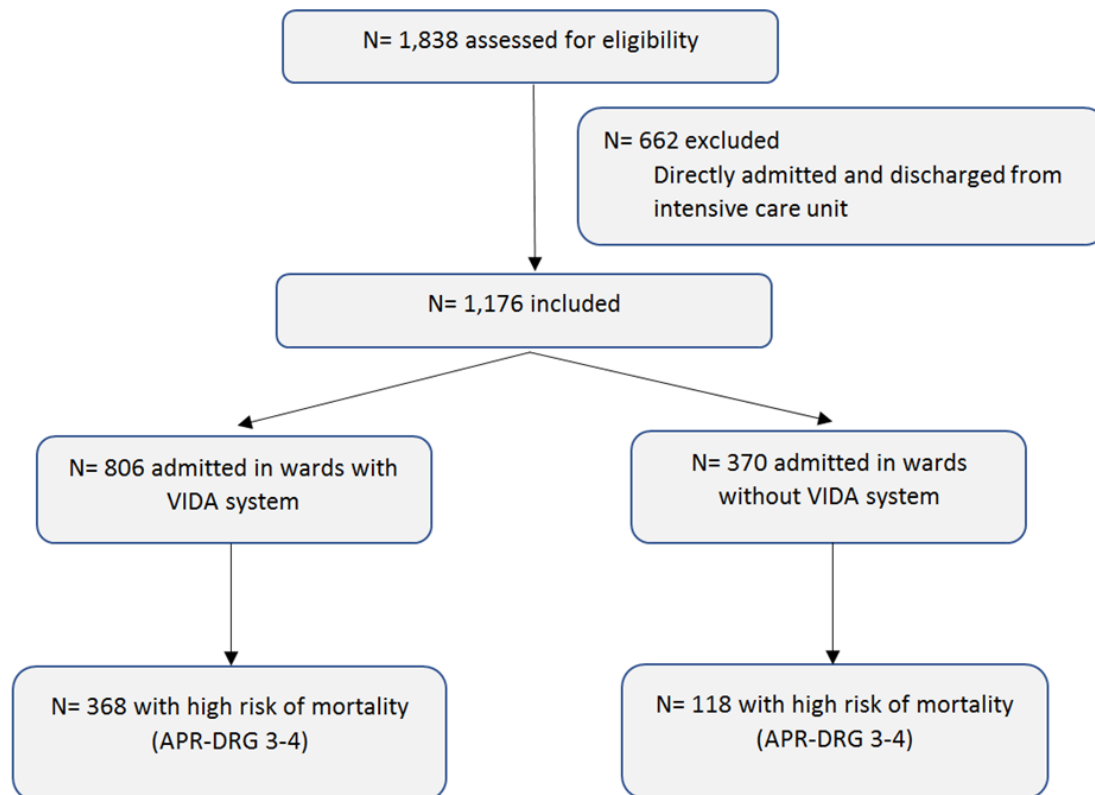 N= 1,838 assessed for eligibility
N= 662 excluded
Directly admitted and discharged from
intensive care unit
N= 1,176 included
N= 806 admitted in wards with
VIDA system
N= 370 admitted in wards
without VIDA system
N= 368 with high risk of mortality
(APR-DRG 3-4)
N= 118 with high risk of mortality
(APR-DRG 3-4)